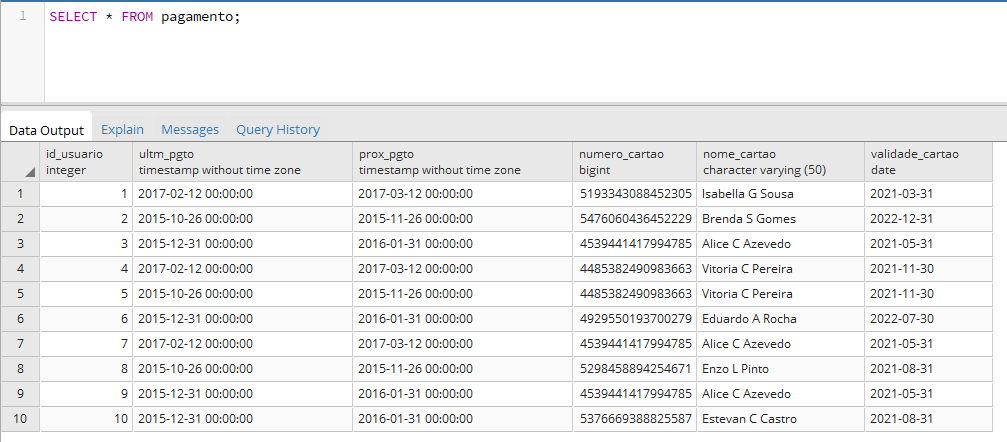 1 SELECT * FROM pagamento;
Data Output Explain Messages Query History
id_usuario ultm_pgto prox_pgto numero_cartao nome_cartao validade_cartao
integer timestamp without time zone timestamp without time zone bigint character varying (50) date
1 1 2017-02-12 00:00:00 2017-03-12 00:00:00 5193343088452305 Isabella G Sousa 2021-03-31
2 2 2015-10-26 00:00:00 2015-11-26 00:00:00 5476060436452229 Brenda S Gomes 2022-12-31
3 3 2015-12-31 00:00:00 2016-01-31 00:00:00 4539441417994785 Alice C Azevedo 2021-05-31
4 4 2017-02-12 00:00:00 2017-03-12 00:00:00 4485382490983663 Vitoria C Pereira 2021-11-30
5 5 2015-10-26 00:00:00 2015-11-26 00:00:00 4485382490983663 Vitoria C Pereira 2021-11-30
6 6 2015-12-31 00:00:00 2016-01-31 00:00:00 4929550193700279 Eduardo A Rocha 2022-07-30
7 7 2017-02-12 00:00:00 2017-03-12 00:00:00 4539441417994785 Alice C Azevedo 2021-05-31
8 8 2015-10-26 00:00:00 2015-11-26 00:00:00 5298458894254671 Enzo L Pinto 2021-08-31
9 9 2015-12-31 00:00:00 2016-01-31 00:00:00 4539441417994785 Alice C Azevedo 2021-05-31
10 10 2015-12-31 00:00:00 2016-01-31 00:00:00 5376669388825587 Estevan C Castro 2021-08-31